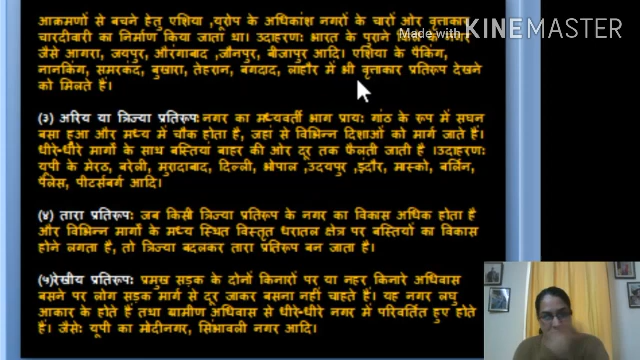 आक्रमणों से बचने हेतु एशिया ,यूरोप के अधिकांश नगरों के चारों ओर वृत्ताकार
चारदीवारी का निर्माण किया जाता था। उदाहरणः भारत के पुराने किले के नगर
जैसे आगरा, जयपुर, औरंगाबाद ,जौनपुर, बीजापुर आदि। एशिया के पैकिंग,
नानकिंग, समरकंद, बुखारा, तेहरान, बगदाद, लाहौर में भी वृत्ताकार प्रतिरूप देखने
को मिलते हैं।
(३) अरिय या त्रिज्या प्रतिरूपः नगर का मध्यवर्ती भाग प्रायः गांठ के रूप में सघन
बसा हुआ और मध्य में चौक होता है, जहां से विभिन्न दिशाओं को मार्ग जाते हैं।
धीरे-धीरे मार्गों के साथ बस्तियां बाहर की ओर दूर तक फैलती जाती है ।उदाहरणः
यूपी के मेरठ, बरेली, मुरादाबाद, दिल्ली, भोपाल ,उदयपुर ,इंदौर, मास्को, बर्लिन,
पेलिस, पीटर्सबर्ग आदि।
(४) तारा प्रतिरूपः जब किसी त्रिज्या प्रतिरूप के नगर का विकास अधिक होता है
और विभिन्न मार्गों के मध्य स्थित विस्तृत धरातल क्षेत्र पर बस्तियों का विकास
होने लगता है, तो त्रिज्या बदलकर तारा प्रतिरूप बन जाता है।
(५)रेखीय प्रतिरूपः प्रमुख सड़क के दोनों किनारों पर या नहर किनारे अधिवास
बसने पर लोग सड़क मार्ग से दूर जाकर बसना नहीं चाहते हैं। यह नगर लघु
आकार के होते हैं तथा ग्रामीण अधिवास से धीरे-धीरे नगर में परिवर्तित हुए होते
हैं। जैसेः यूपी का मोदीनगर, सिंभावली नगर आदि।
Made with
KINEMASTER